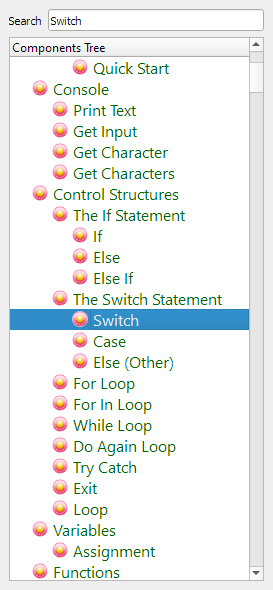 Search Switch
Components Tree
Quick Start
Console
Print Text
Get Input
Get Character
Get Characters
Control Structures
The If Statement
If
Else
Else If
The Switch Statement
Switch
Case
Else (Other)
For Loop
For In Loop
While Loop
Do Again Loop
Try Catch
Exit
Loop
Variables
Assignment
Functions